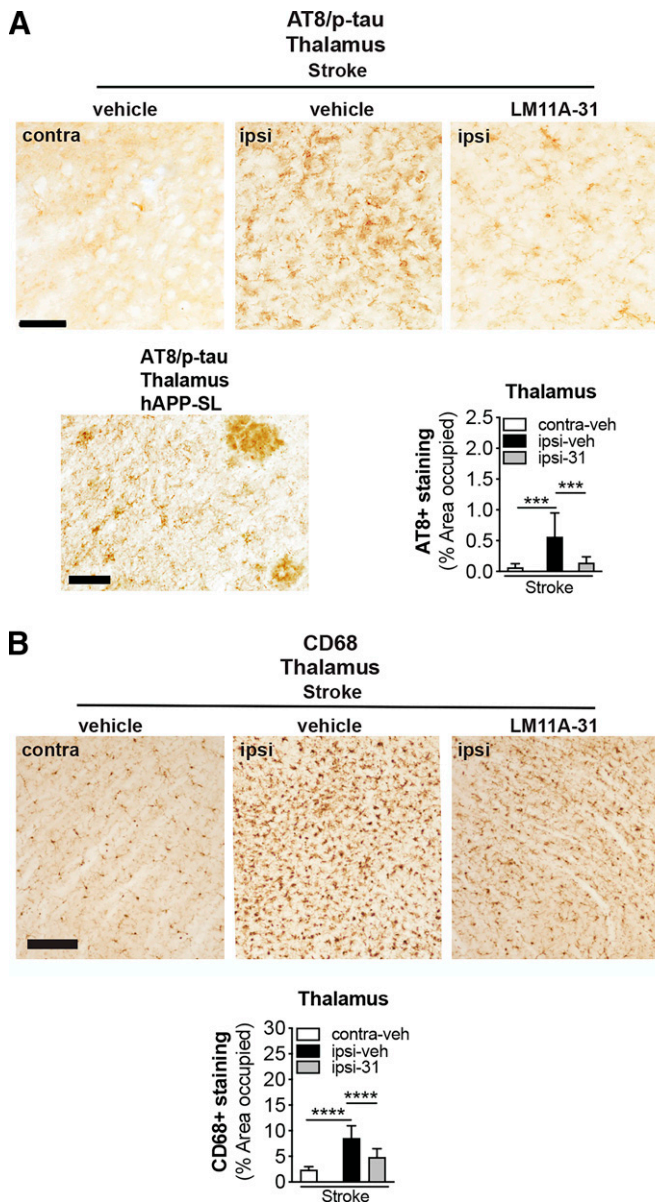 A
AT8/p-tau
Thalamus
Stroke
vehicle
vehicle
LM11A-31
contra
ipsi
ipsi
AT8/p-tau
Thalamus
hAPP-SL
Thalamus
AT8+ staining
(% Area occupied)
2.5
2.0
1.5
1.0
0.5
0.0
contra-veh
ipsi-veh
ipsi-31
*** ***
Stroke
B
CD68
Thalamus
Stroke
vehicle
vehicle
LM11A-31
contra
ipsi
ipsi
Thalamus
CD68+ staining
(% Area occupied)
30
25
20
15
10
5
0
contra-veh
ipsi-veh
ipsi-31
**** ****
Stroke